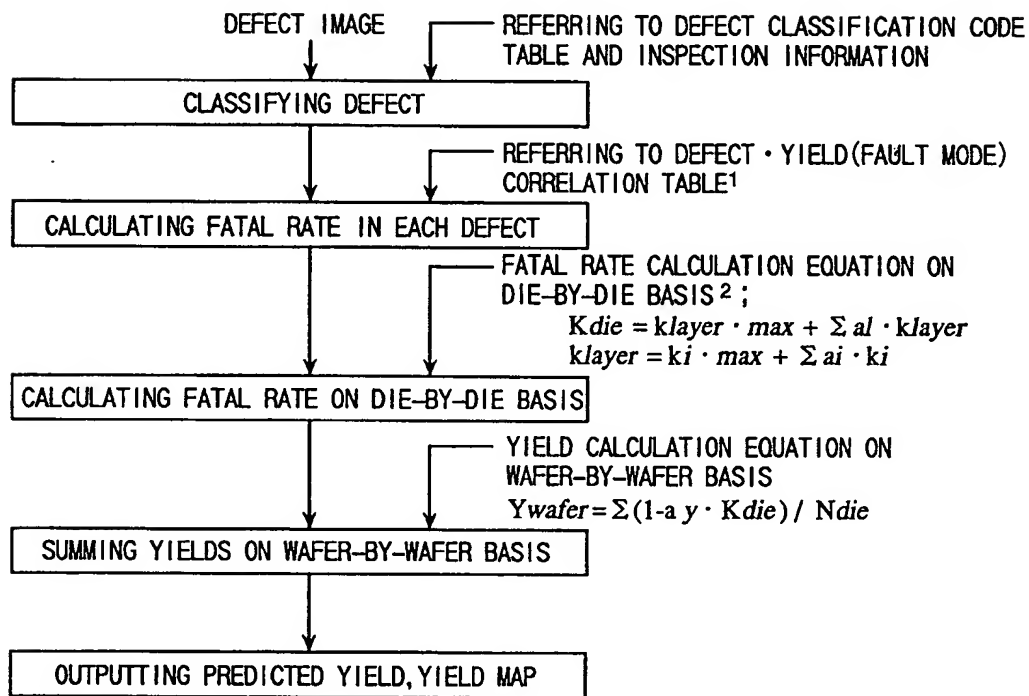 DEFECT IMAGE
REFERRING TO DEFECT CLASSIFICATION CODE
TABLE AND INSPECTION INFORMATION
CLASSIFYING DEFECT
REFERRING TO DEFECT・YIELD(FAULT MODE)
CORRELATION TABLE¹
CALCULATING FATAL RATE IN EACH DEFECT
FATAL RATE CALCULATION EQUATION ON
DIE–BY–DIE BASIS²;
Kdie = klayer · max + Σ al · klayer
klayer = ki · max + Σ ai · ki
CALCULATING FATAL RATE ON DIE–BY–DIE BASIS
YIELD CALCULATION EQUATION ON
WAFER–BY–WAFER BASIS
Ywafer=Σ(1-a y · Kdie) / Ndie
SUMMING YIELDS ON WAFER–BY–WAFER BASIS
OUTPUTTING PREDICTED YIELD,YIELD MAP